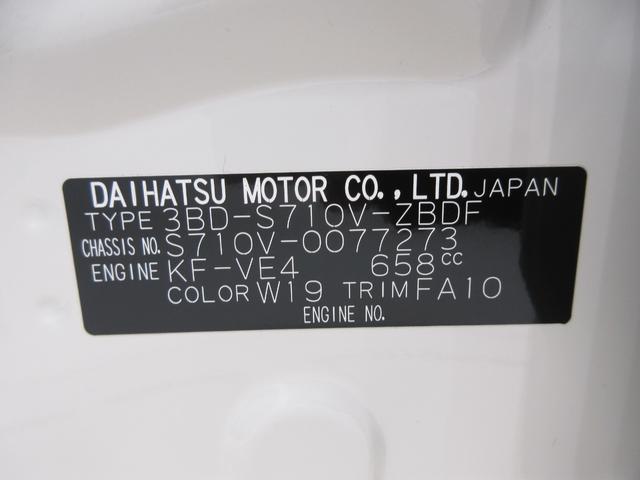 DAIHATSU MOTOR CO.,LTD. JAPAN
TYPE 3BD-S710V-ZBDF
CHASSIS NO. S710V-0077273
ENGINE KF-VE4 658cc
COLOR W19 TRIM FA10
ENGINE NO.